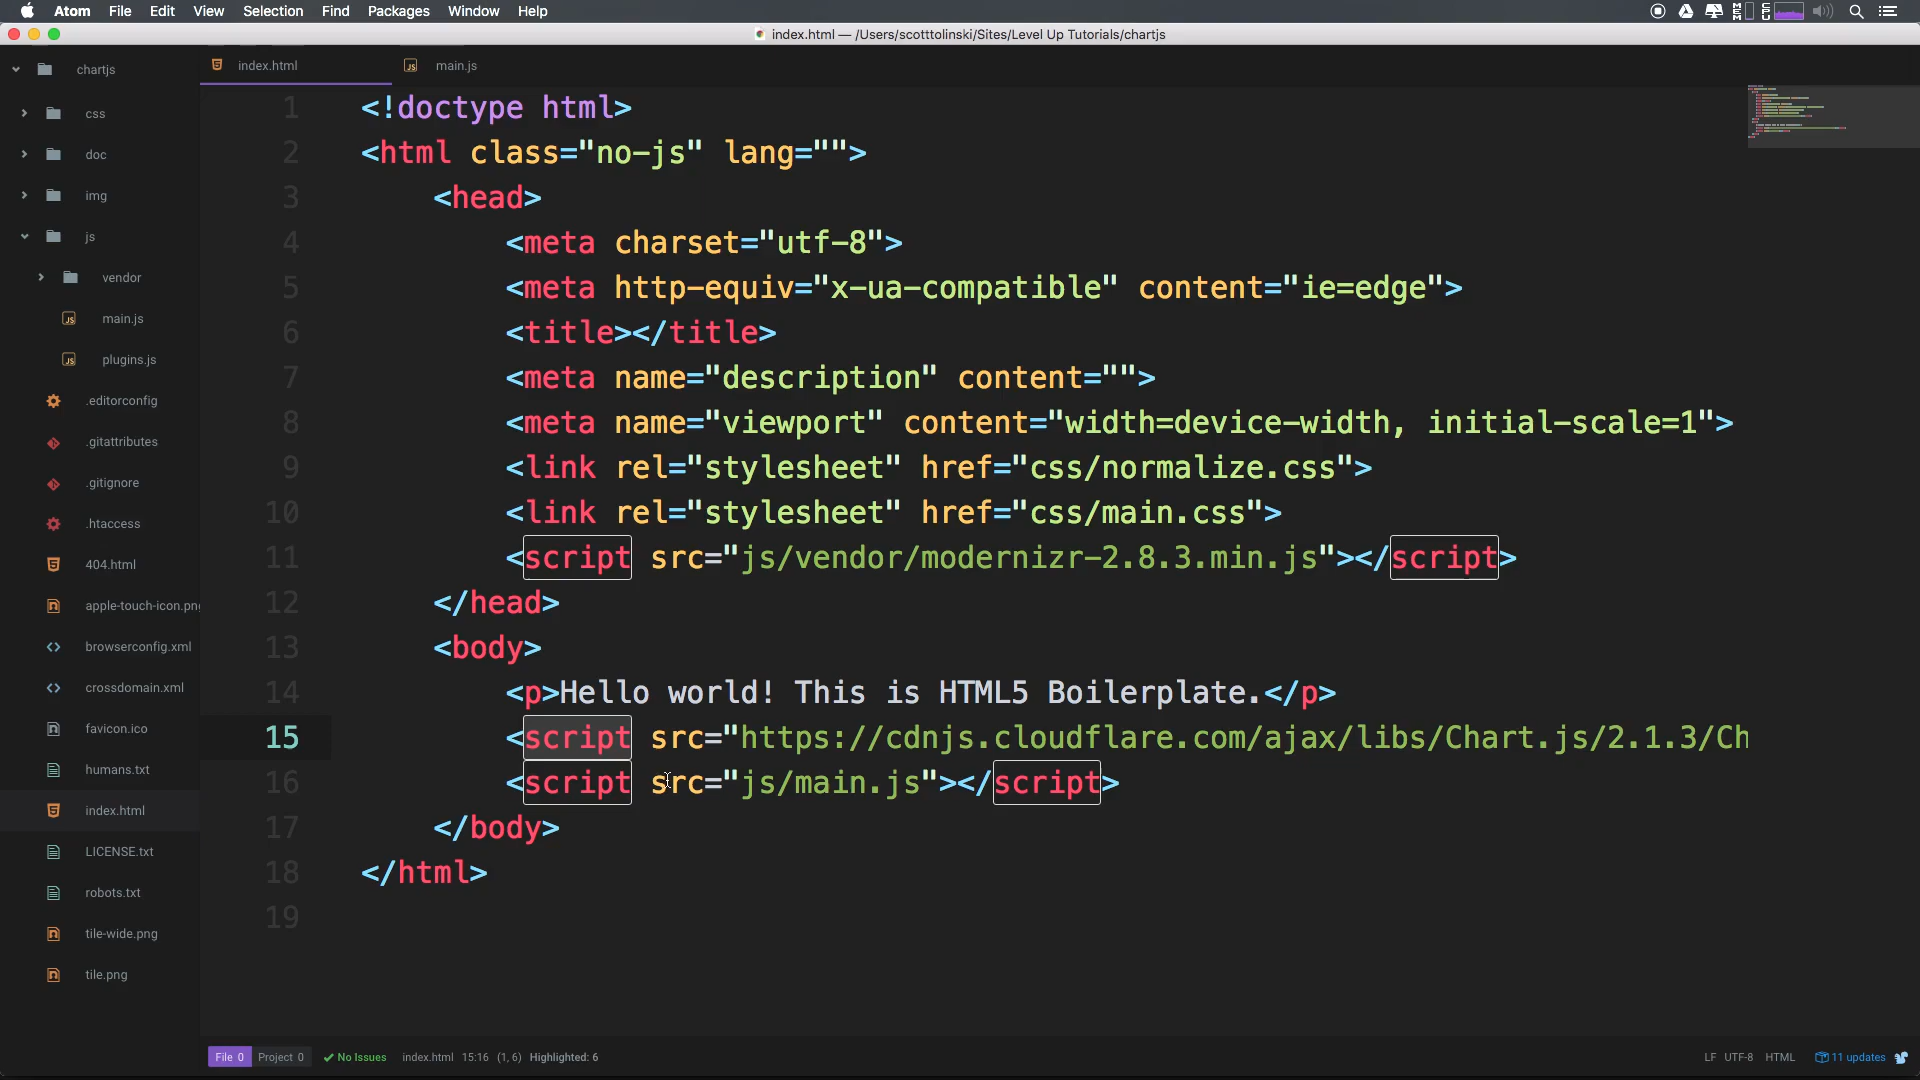 Atom File Edit View Selection Find Packages Window Help
index.html — /Users/scotttolinski/Sites/Level Up Tutorials/chartjs
chartjs
css
doc
img
js
vendor
main.js
plugins.js
.editorconfig
.gitattributes
.gitignore
.htaccess
404.html
apple-touch-icon.png
browserconfig.xml
crossdomain.xml
favicon.ico
humans.txt
index.html
LICENSE.txt
robots.txt
tile-wide.png
tile.png
index.html main.js
1 <!doctype html>
2 <html class="no-js" lang="">
3 <head>
4 <meta charset="utf-8">
5 <meta http-equiv="x-ua-compatible" content="ie=edge">
6 <title></title>
7 <meta name="description" content="">
8 <meta name="viewport" content="width=device-width, initial-scale=1">
9 <link rel="stylesheet" href="css/normalize.css">
10 <link rel="stylesheet" href="css/main.css">
11 <script src="js/vendor/modernizr-2.8.3.min.js"></script>
12 </head>
13 <body>
14 <p>Hello world! This is HTML5 Boilerplate.</p>
15 <script src="https://cdnjs.cloudflare.com/ajax/libs/Chart.js/2.1.3/Ch
16 <script src="js/main.js"></script>
17 </body>
18 </html>
19
File 0 Project 0 No Issues index.html 15:16 (1, 6) Highlighted: 6 LF UTF-8 HTML 11 updates